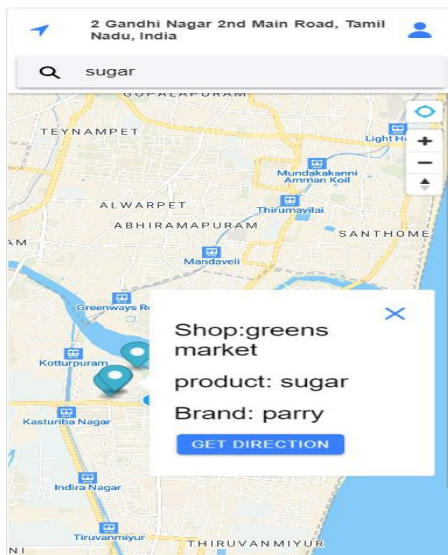 2 Gandhi Nagar 2nd Main Road, Tamil
Nadu, India
sugar
GOPALAPURAM
TEYNAMPET
Light H
Mundakakanni
Amman Koil
ALWARPET
Thirumayilai
ABHIRAMAPURAM
SANTHOME
AM
Mandaveli
Greenways R
Shop:greens
market
Kotturpuram
product: sugar
Brand: parry
Kasturiba Nagar
GET DIRECTION
Indira Nagar
Tiruvanmiyur
THIRUVANMIYUR
NI